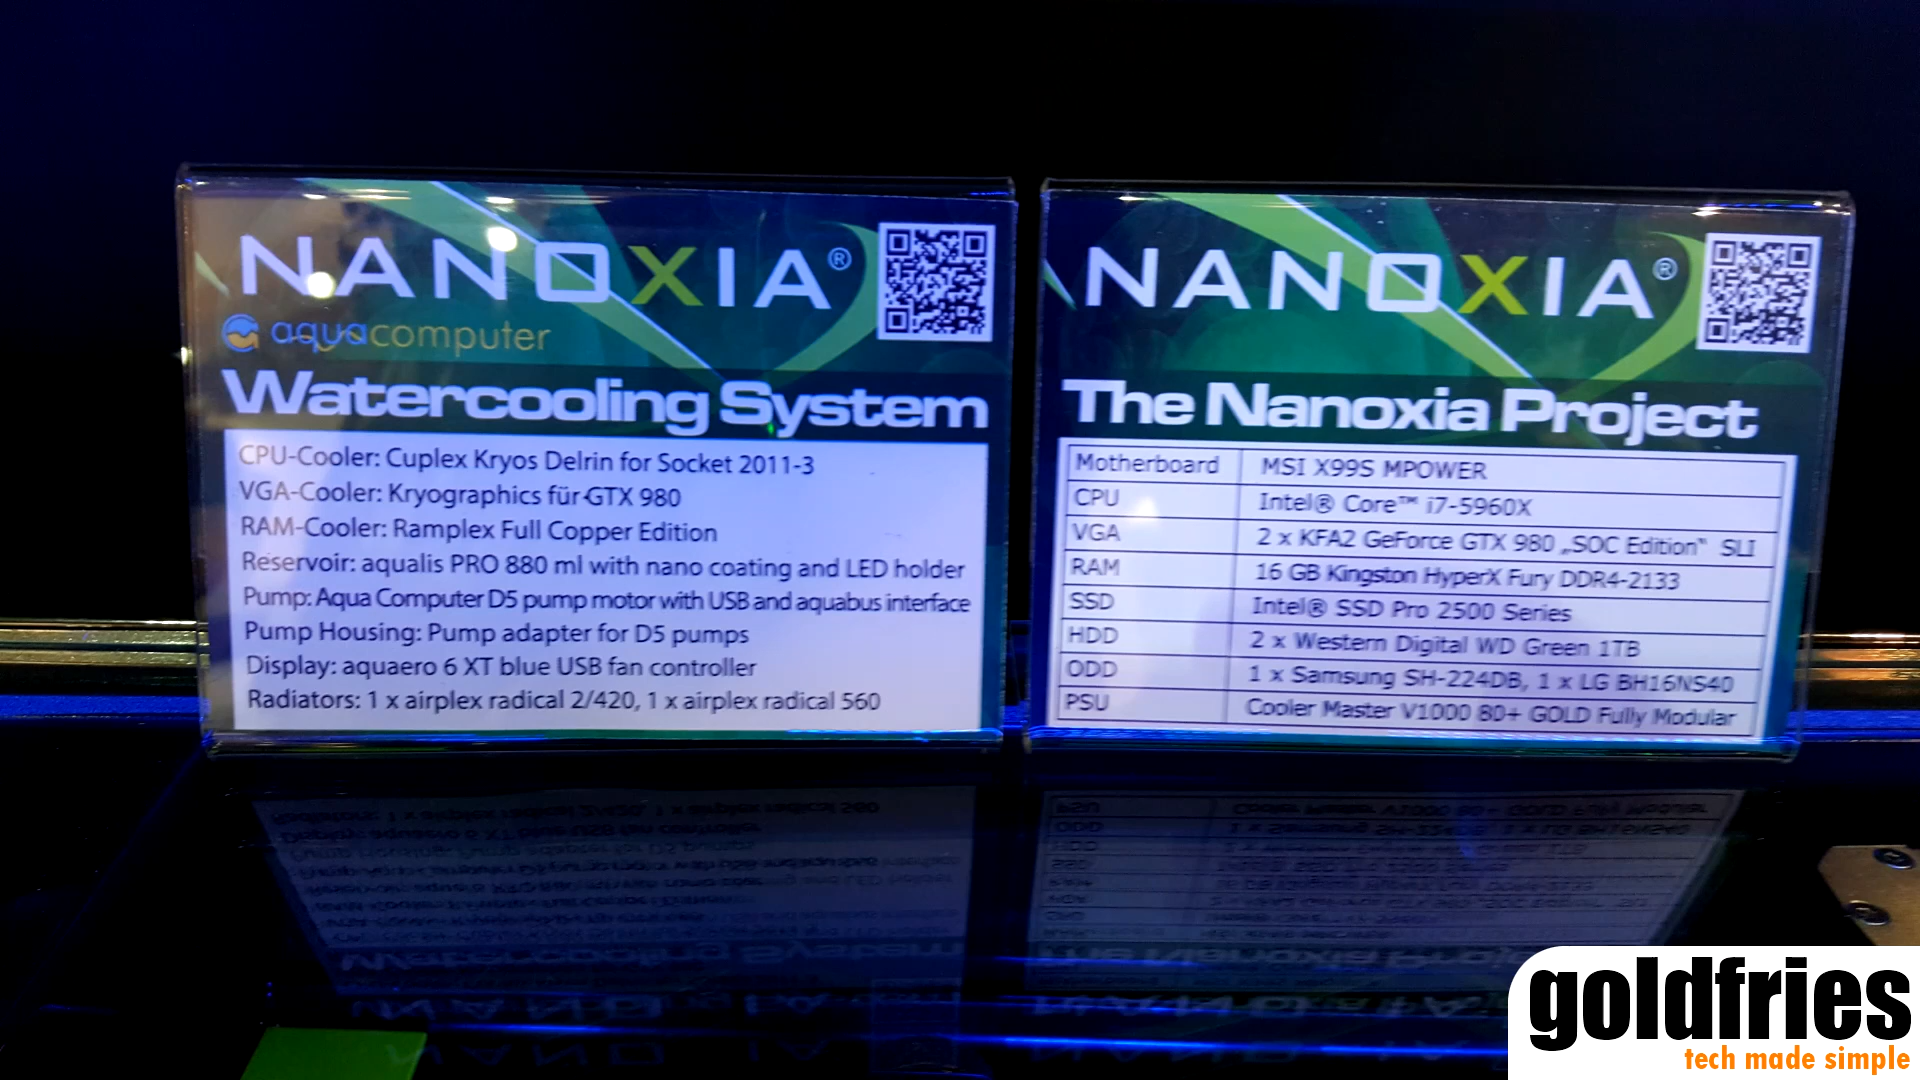 NANOXIA®
aquacomputer
Watercooling System
CPU-Cooler: Cuplex Kryos Delrin for Socket 2011-3
VGA-Cooler: Kryographics für GTX 980
RAM-Cooler: Ramplex Full Copper Edition
Reservoir: aqualis PRO 880 ml with nano coating and LED holder
Pump: Aqua Computer D5 pump motor with USB and aquabus interface
Pump Housing: Pump adapter for D5 pumps
Display: aquaero 6 XT blue USB fan controller
Radiators: 1 x airplex radical 2/420, 1 x airplex radical 560
NANOXIA®
The Nanoxia Project
Motherboard MSI X99S MPOWER
CPU Intel® Core™ i7-5960X
VGA 2 x KFA2 GeForce GTX 980 „SOC Edition“ SLI
RAM 16 GB Kingston HyperX Fury DDR4-2133
SSD Intel® SSD Pro 2500 Series
HDD 2 x Western Digital WD Green 1TB
ODD 1 x Samsung SH-224DB, 1 x LG BH16NS40
PSU Cooler Master V1000 80+ GOLD Fully Modular
goldfries
tech made simple